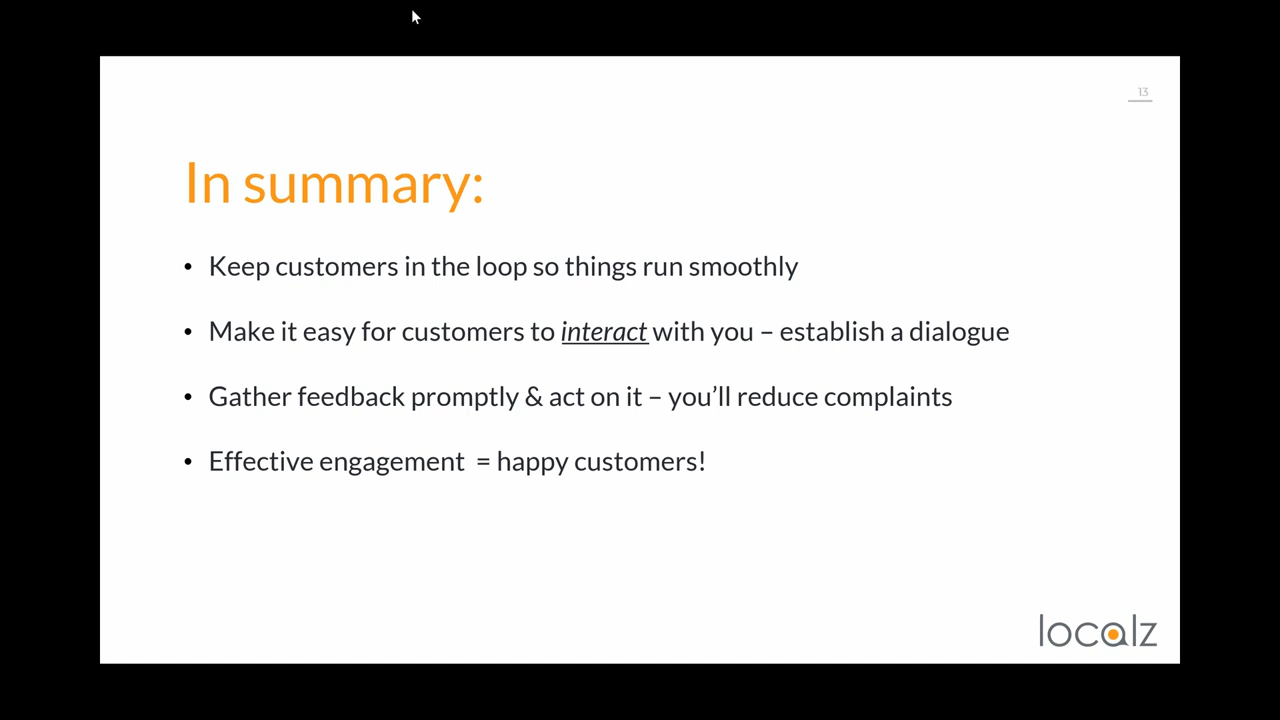 13
In summary:
• Keep customers in the loop so things run smoothly
• Make it easy for customers to interact with you – establish a dialogue
• Gather feedback promptly & act on it – you’ll reduce complaints
• Effective engagement  = happy customers!
localz